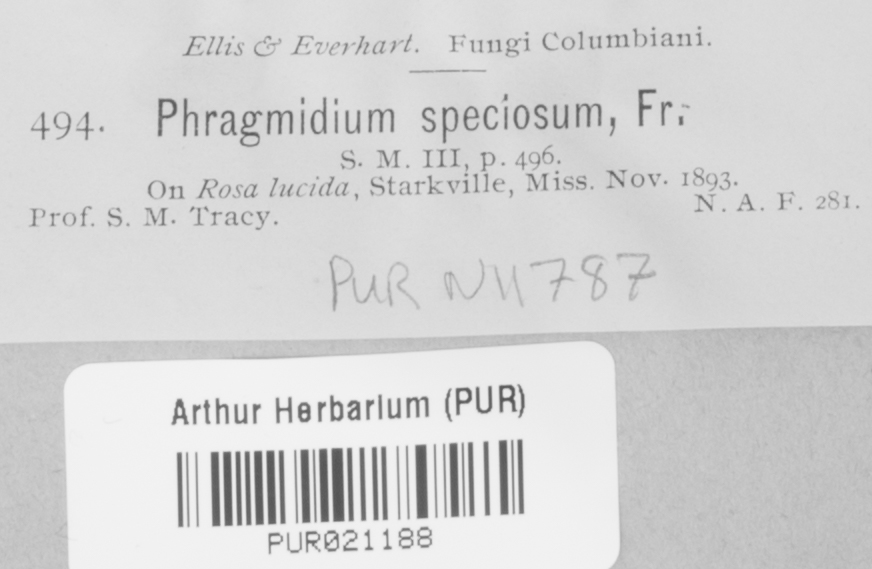 Ellis & Everhart. Fungi Columbiani.
494. Phragmidium speciosum, Fr.
S. M. III, p. 496.
On Rosa lucida, Starkville, Miss. Nov. 1893.
Prof. S. M. Tracy. N. A. F. 281.
PUR N11787
Arthur Herbarium (PUR)
PUR021188